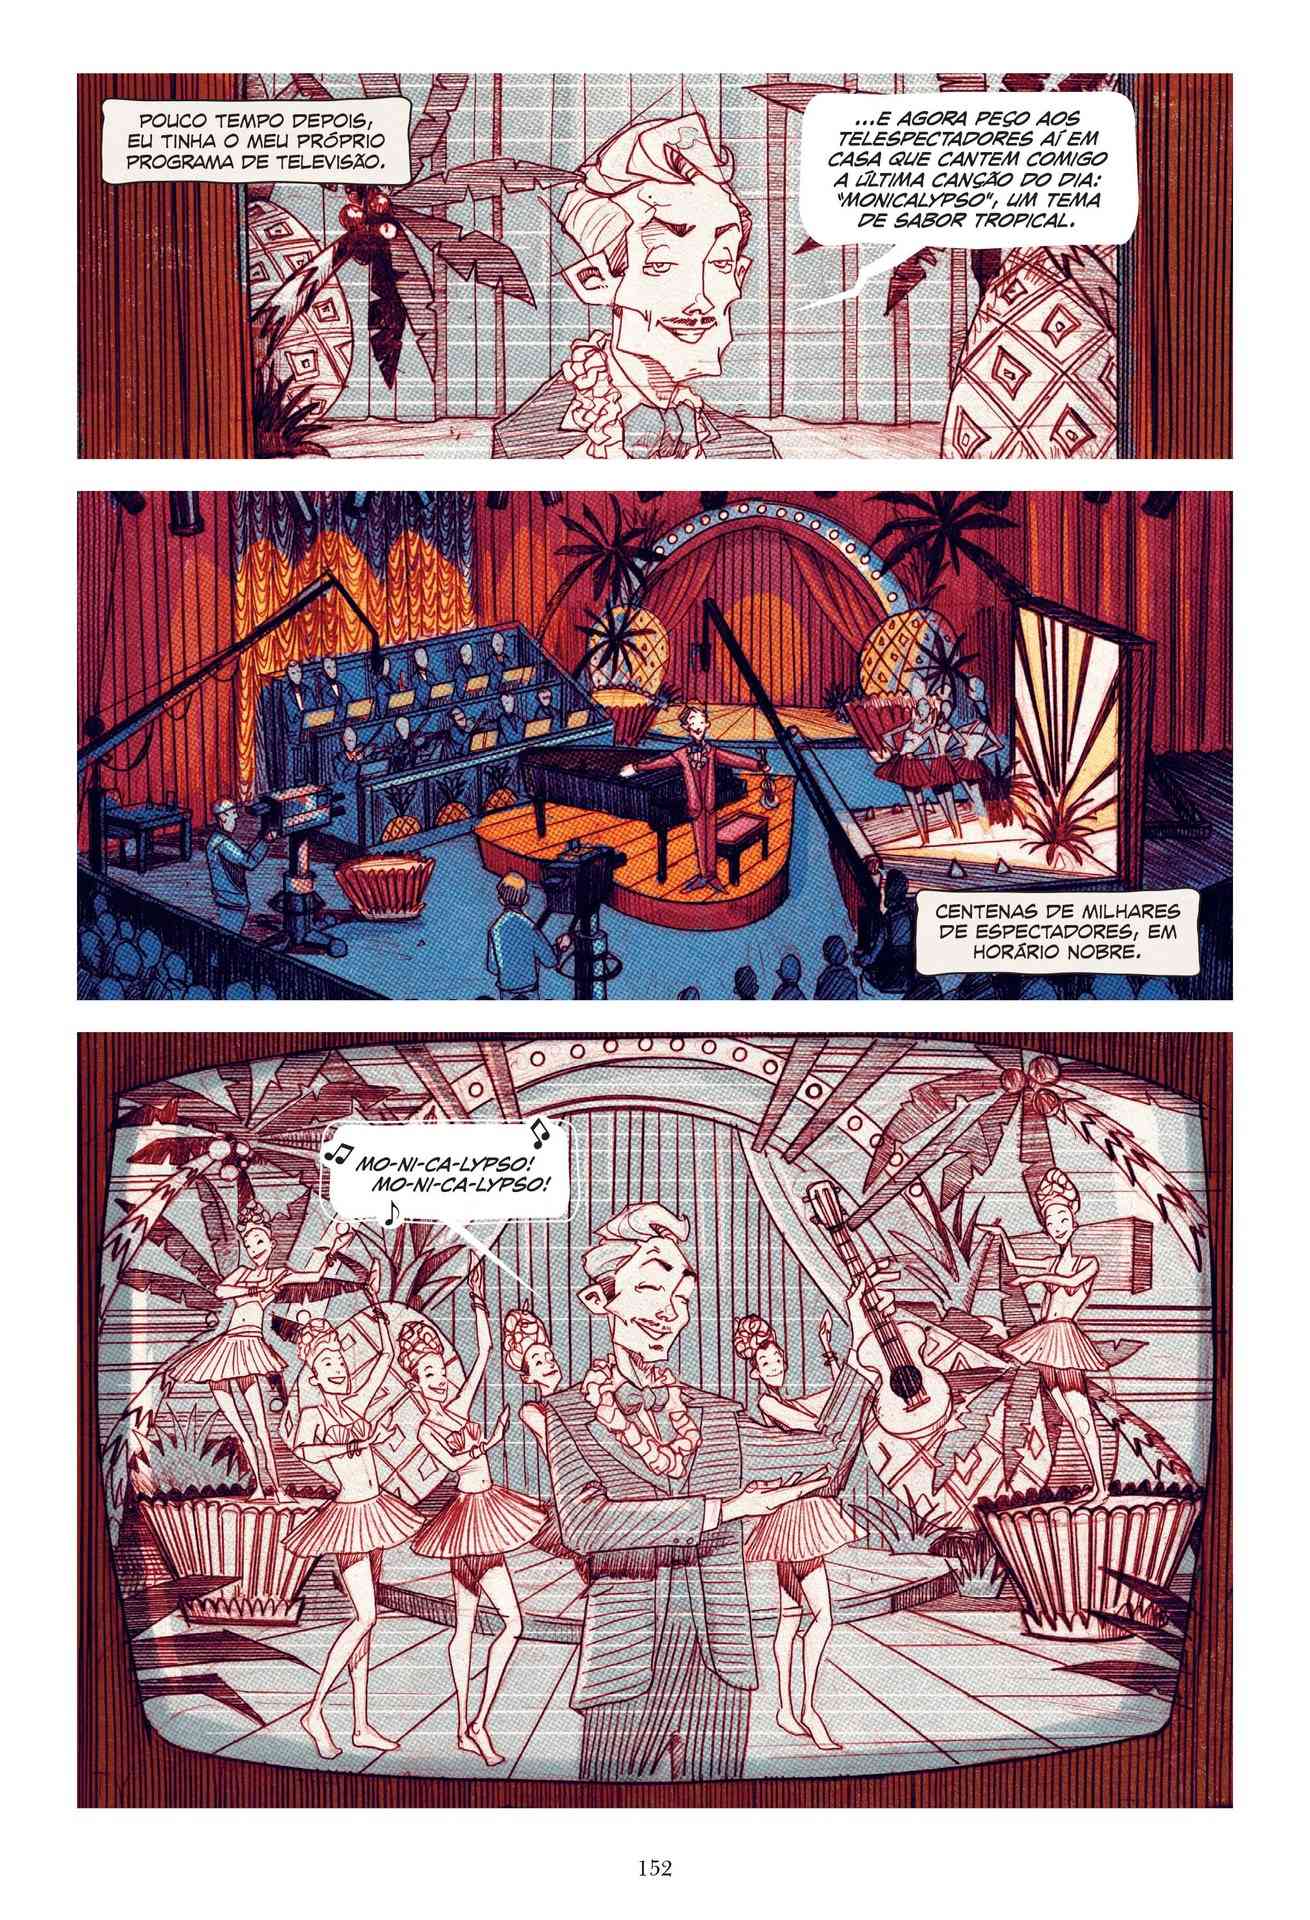 POUCO TEMPO DEPOIS,
EU TINHA O MEU PRÓPRIO
PROGRAMA DE TELEVISÃO.
...E AGORA PEÇO AOS
TELESPECTADORES AÍ EM
CASA QUE CANTEM COMIGO
A ÚLTIMA CANÇÃO DO DIA:
"MONICALYPSO", UM TEMA
DE SABOR TROPICAL.
CENTENAS DE MILHARES
DE ESPECTADORES, EM
HORÁRIO NOBRE.
MO-NI-CA-LYPSO!
MO-NI-CA-LYPSO!
152